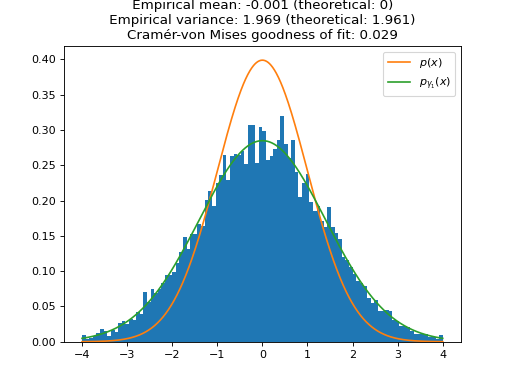 Empirical mean: -0.001 (theoretical: 0)
Empirical variance: 1.969 (theoretical: 1.961)
Cramér-von Mises goodness of fit: 0.029
p(x)
p_{γ_1}(x)
0.40
0.35
0.30
0.25
0.20
0.15
0.10
0.05
0.00
−4 −3 −2 −1 0 1 2 3 4